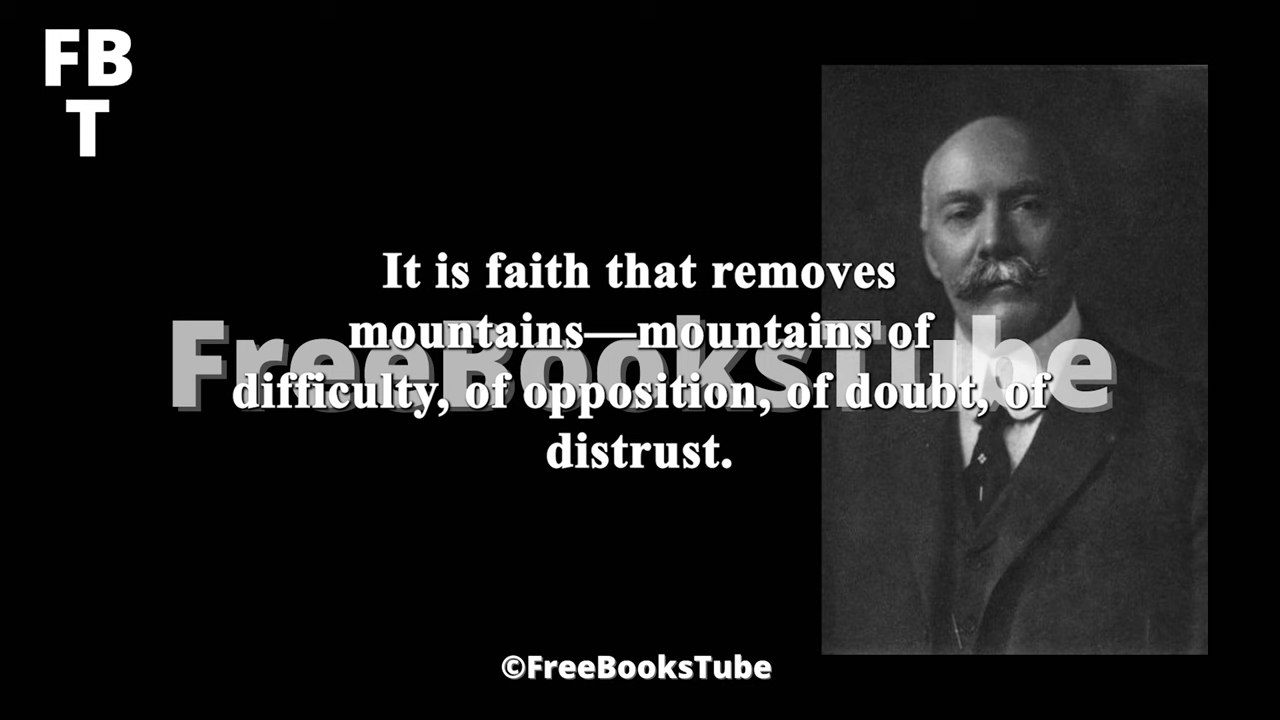 FB
T
It is faith that removes
mountains—mountains of
difficulty, of opposition, of doubt, of
distrust.
FreeBooksTube
©FreeBooksTube